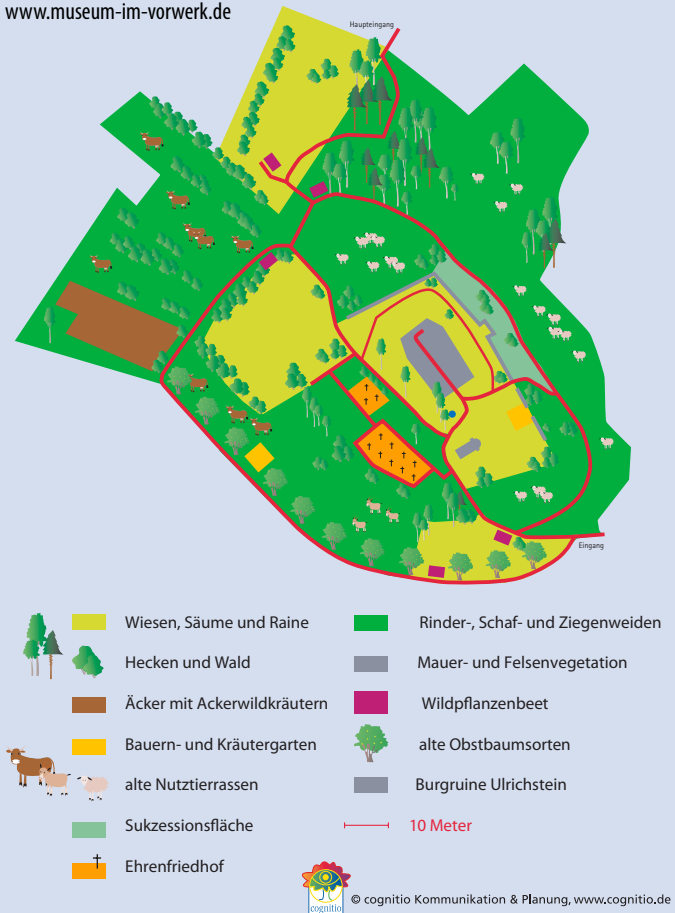 www.museum-im-vorwerk.de
Haupteingang
Eingang
Wiesen, Säume und Raine
Hecken und Wald
Äcker mit Ackerwildkräutern
Bauern- und Kräutergarten
alte Nutztierrassen
Sukzessionsfläche
Ehrenfriedhof
Rinder-, Schaf- und Ziegenweiden
Mauer- und Felsenvegetation
Wildpflanzenbeet
alte Obstbaumsorten
Burgruine Ulrichstein
10 Meter
cognitio
© cognitio Kommunikation & Planung, www.cognitio.de